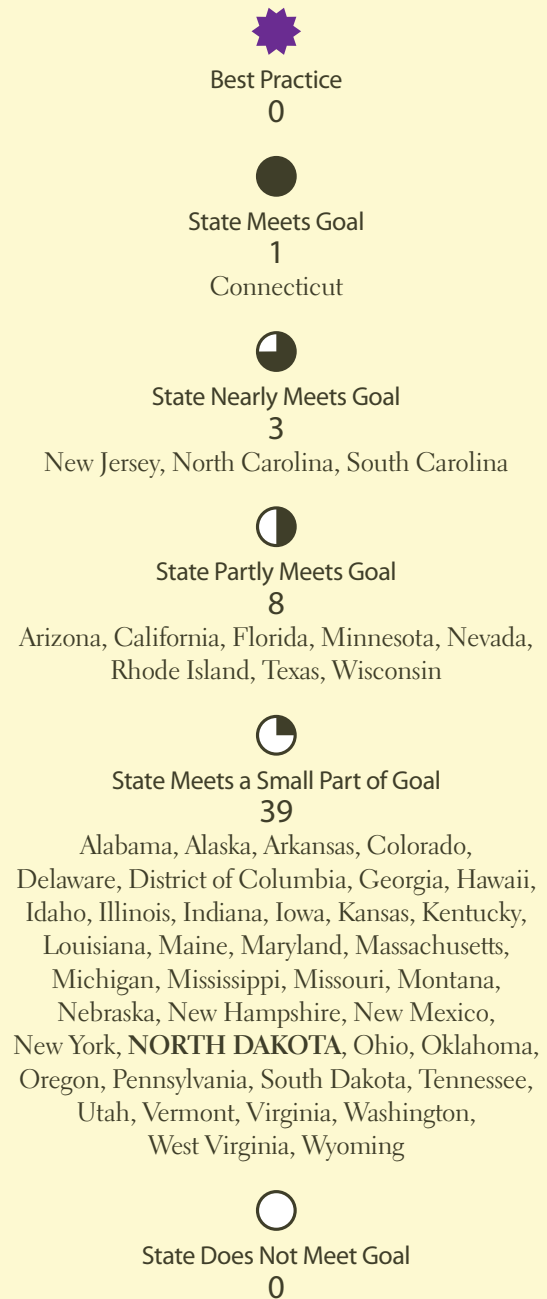 Best Practice
0
State Meets Goal
1
Connecticut
State Nearly Meets Goal
3
New Jersey, North Carolina, South Carolina
State Partly Meets Goal
8
Arizona, California, Florida, Minnesota, Nevada,
Rhode Island, Texas, Wisconsin
State Meets a Small Part of Goal
39
Alabama, Alaska, Arkansas, Colorado,
Delaware, District of Columbia, Georgia, Hawaii,
Idaho, Illinois, Indiana, Iowa, Kansas, Kentucky,
Louisiana, Maine, Maryland, Massachusetts,
Michigan, Mississippi, Missouri, Montana,
Nebraska, New Hampshire, New Mexico,
New York, NORTH DAKOTA, Ohio, Oklahoma,
Oregon, Pennsylvania, South Dakota, Tennessee,
Utah, Vermont, Virginia, Washington,
West Virginia, Wyoming
State Does Not Meet Goal
0